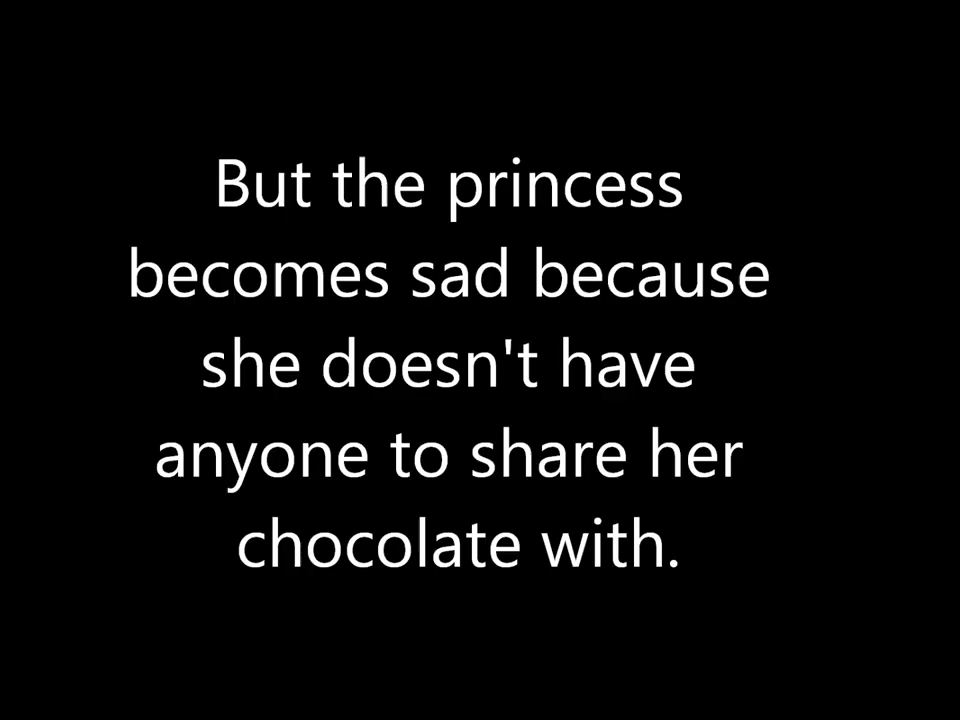 But the princess
becomes sad because
she doesn't have
anyone to share her
chocolate with.